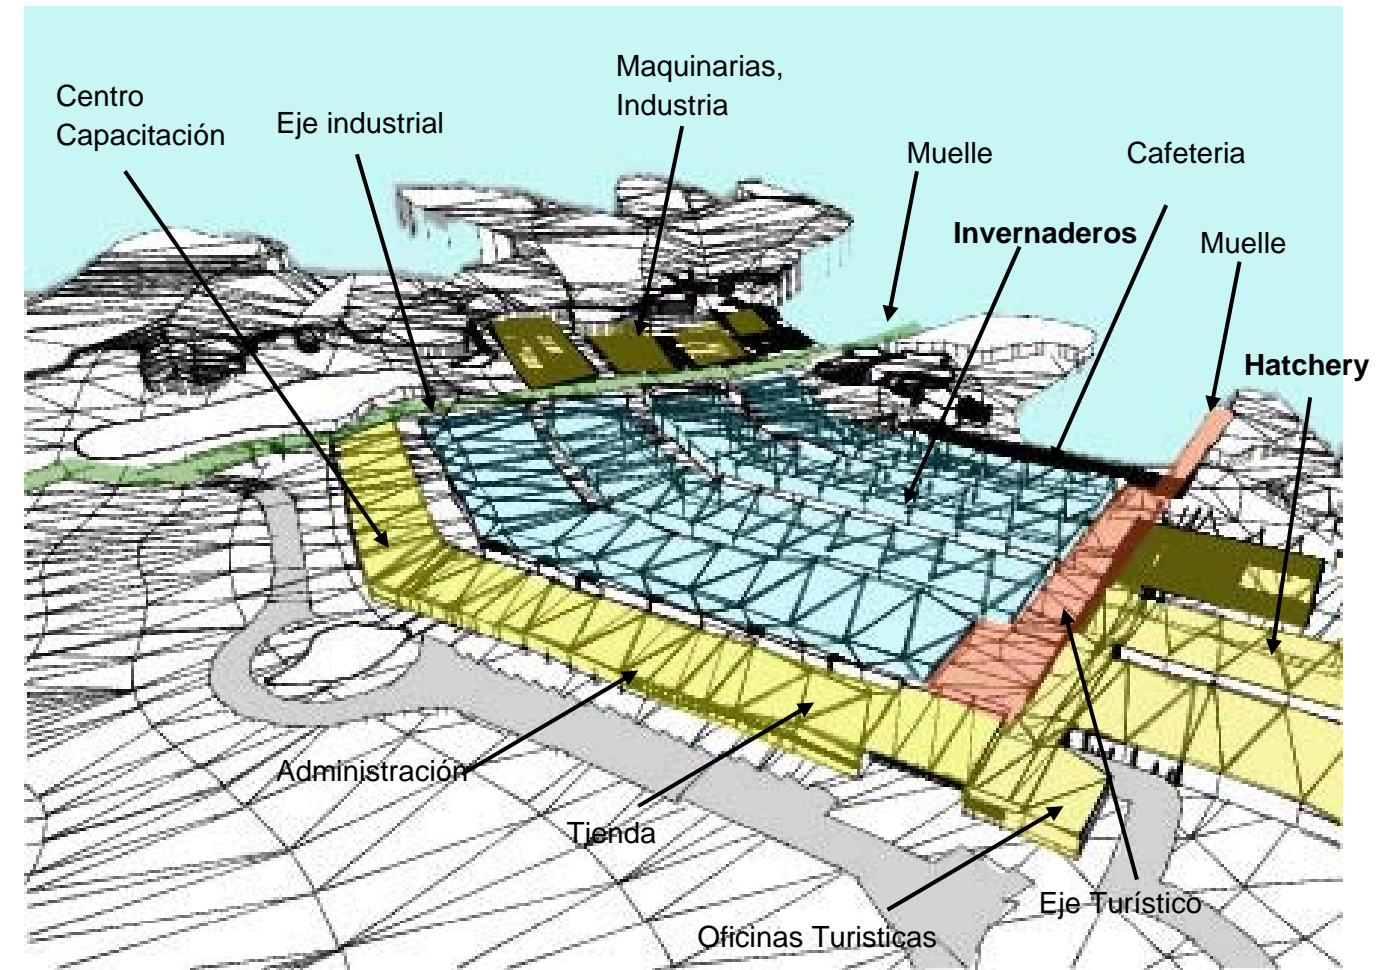 Centro
Capacitación
Eje industrial
Maquinarias,
Industria
Muelle
Cafeteria
Invernaderos
Muelle
Hatchery
Administración
Tienda
Eje Turístico
Oficinas Turisticas